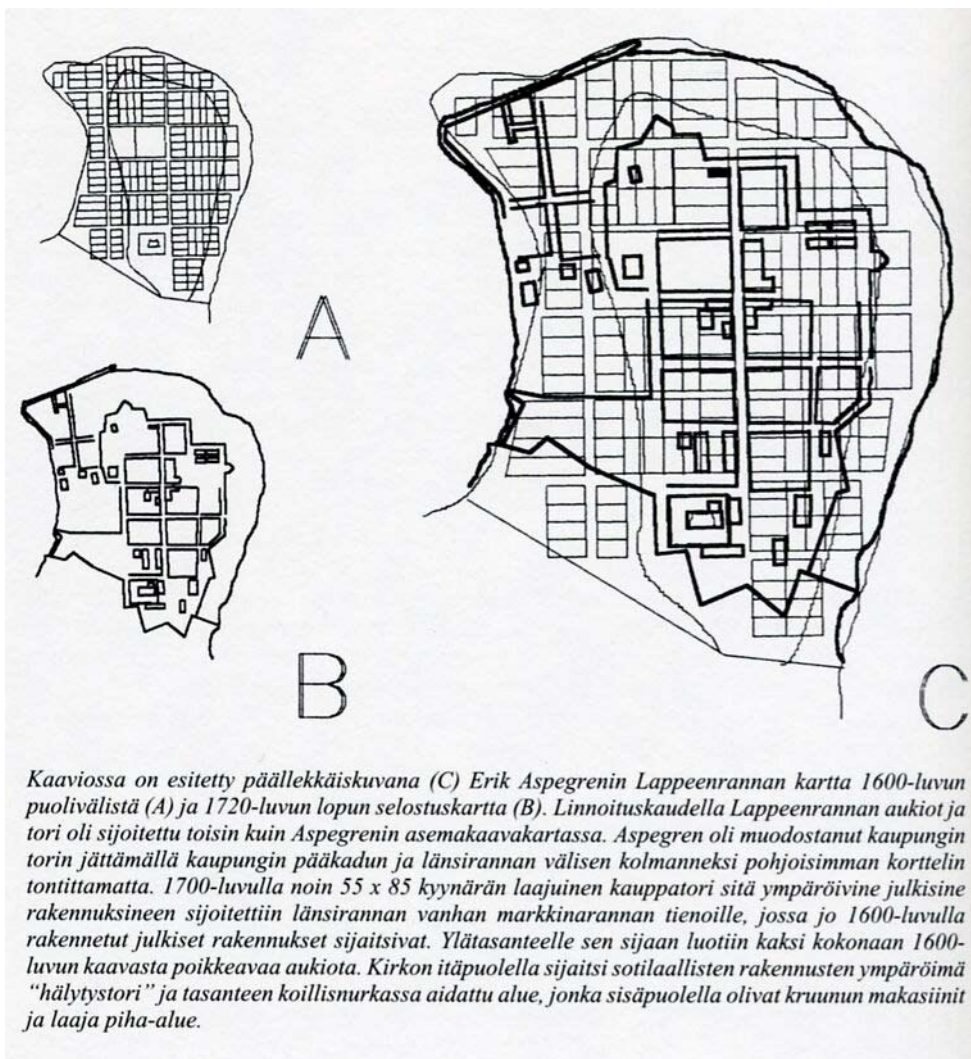 A
B
C
Kaaviossa on esitetty päällekkäiskuvana (C) Erik Aspegrenin Lappeenrannan kartta 1600-luvun
puolivälistä (A) ja 1720-luvun lopun selostuskartta (B). Linnoituskaudella Lappeenrannan aukiot ja
tori oli sijoitettu toisin kuin Aspegrenin asemakaavakartassa. Aspegren oli muodostanut kaupungin
torin jättämällä kaupungin pääkadun ja länsirannan välisen kolmanneksi pohjoisimman korttelin
tontittamatta. 1700-luvulla noin 55 x 85 kyynärän laajuinen kauppatori sitä ympäröivine julkisine
rakennuksineen sijoitettiin länsirannan vanhan markkinarannan tienoille, jossa jo 1600-luvulla
rakennetut julkiset rakennukset sijaitsivat. Ylätasanteelle sen sijaan luotiin kaksi kokonaan 1600-
luvun kaavasta poikkeavaa aukiota. Kirkon itäpuolella sijaitsi sotilaallisten rakennusten ympäröimä
“hälytystori” ja tasanteen koillisnurkassa aidattu alue, jonka sisäpuolella olivat kruunun makasiinit
ja laaja piha-alue.